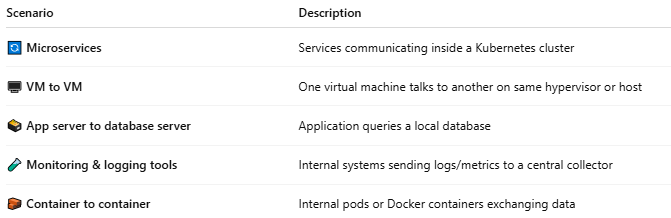 Scenario Description
Microservices Services communicating inside a Kubernetes cluster
VM to VM One virtual machine talks to another on same hypervisor or host
App server to database server Application queries a local database
Monitoring & logging tools Internal systems sending logs/metrics to a central collector
Container to container Internal pods or Docker containers exchanging data